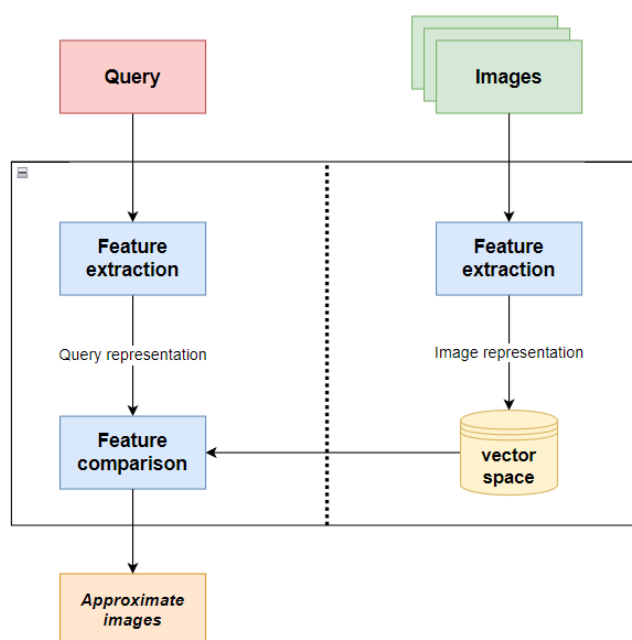 Query
Images
Feature
extraction
Feature
extraction
Query representation
Image representation
Feature
comparison
vector
space
Approximate
images